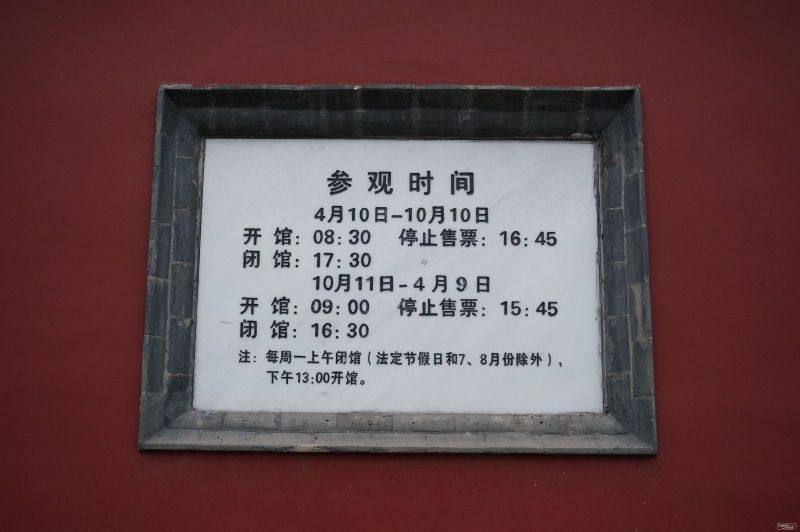 参观时间
4月10日-10月10日
开 馆: 08:30 停止售票: 16:45
闭 馆: 17:30
10月11日-4月9日
开 馆: 09:00 停止售票: 15:45
闭 馆: 16:30
注: 每周一上午闭馆(法定节假日和7、8月份除外),
下午13:00开馆。